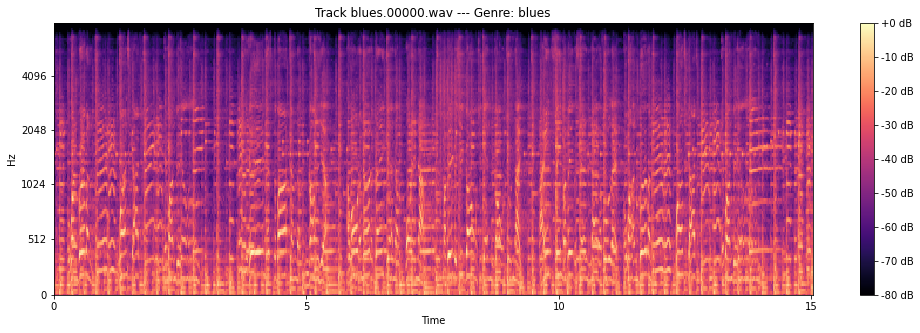 Track blues.00000.wav --- Genre: blues
+0 dB
-10 dB
-20 dB
-30 dB
-40 dB
-50 dB
-60 dB
-70 dB
-80 dB
4096
2048
1024
512
0
Hz
0
5
10
15
Time